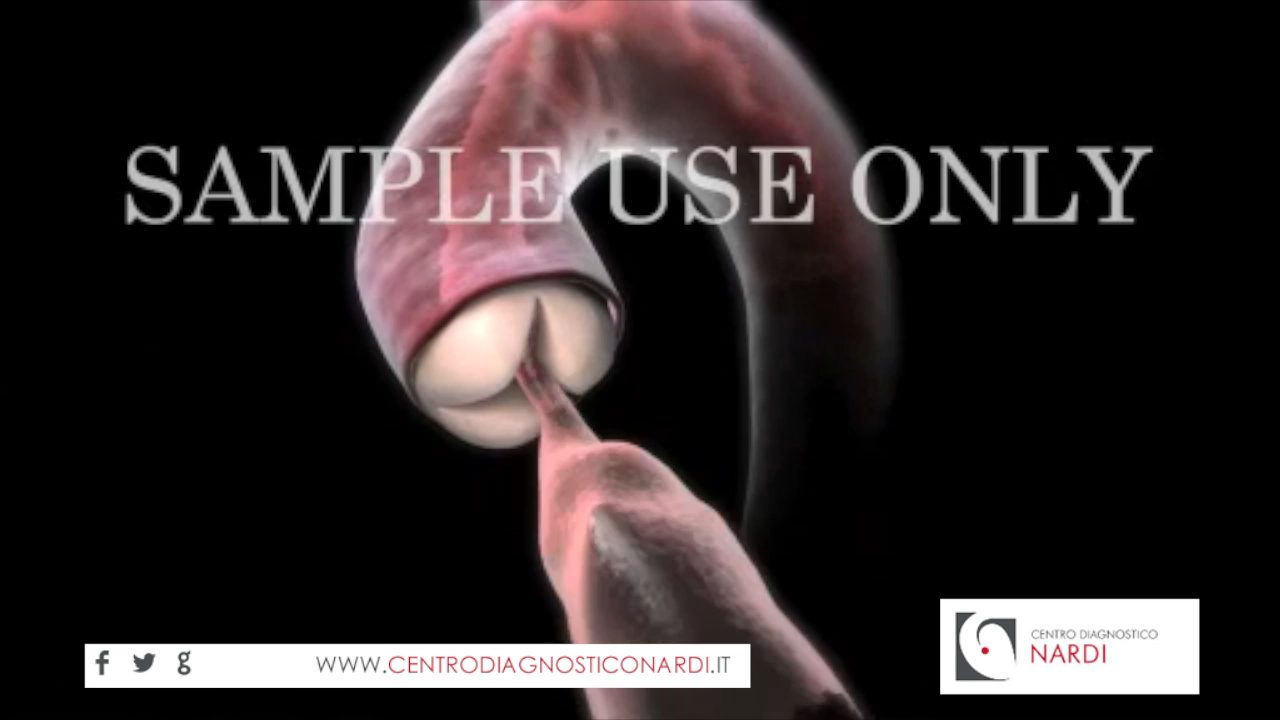 SAMPLE USE ONLY
WWW.CENTRODIAGNOSTICONARDI.IT
CENTRO DIAGNOSTICO
NARDI